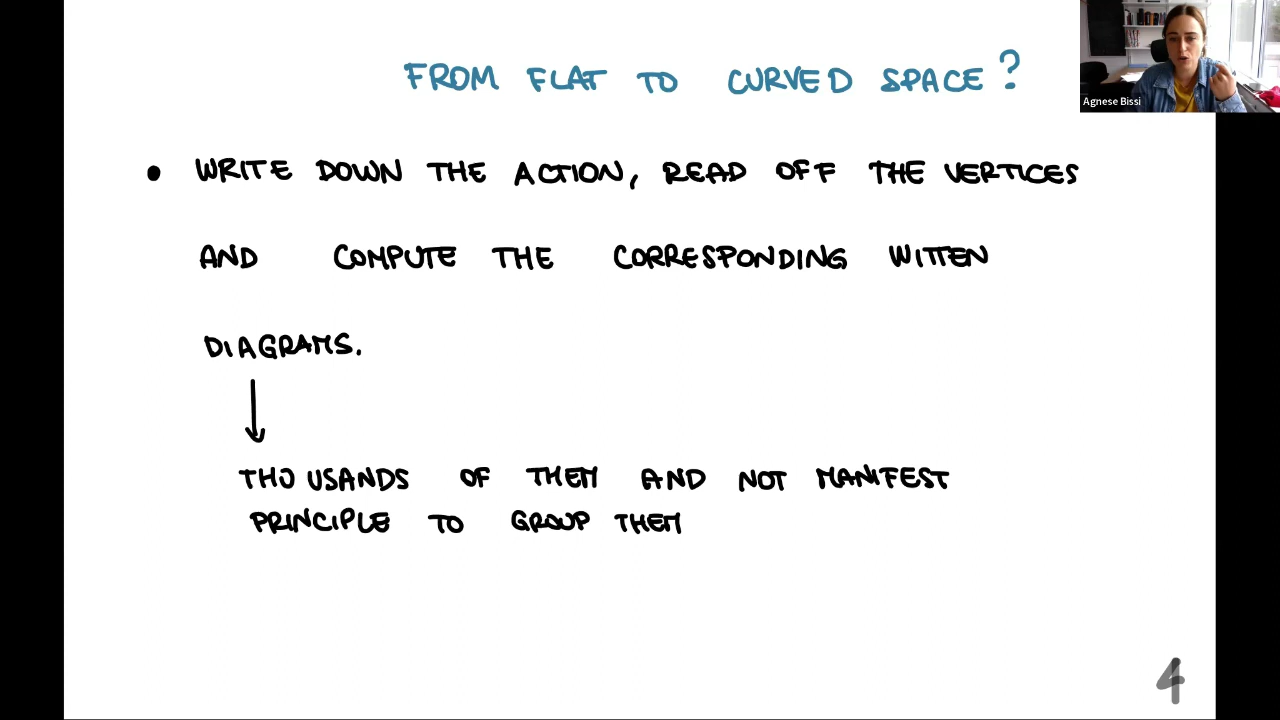 FROM FLAT TO CURVED SPACE?
Agnese Bissi
• WRITE DOWN THE ACTION, READ OFF THE VERTICES
AND COMPUTE THE CORRESPONDING WITTEN
DIAGRAMS.
↓
THOUSANDS OF THEM AND NOT MANIFEST
PRINCIPLE TO GROUP THEM
4